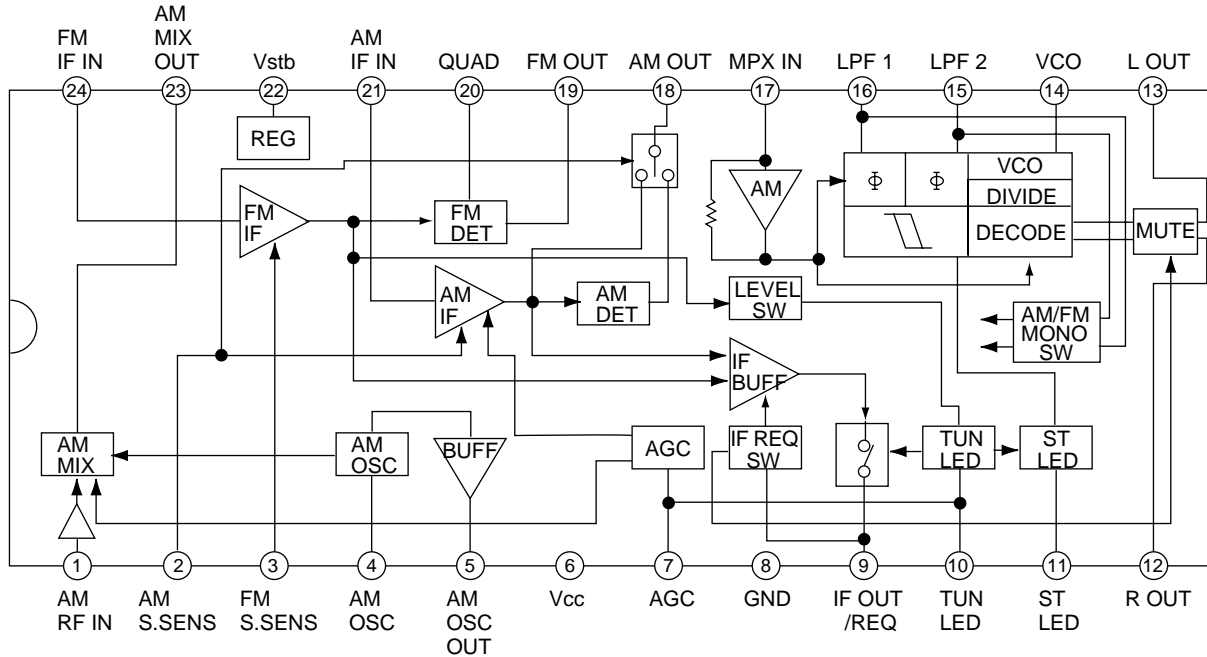 AM
MIX
OUT
FM
IF IN
Vstb
AM
IF IN
QUAD
FM OUT
AM OUT
MPX IN
LPF 1
LPF 2
VCO
L OUT
24
23
22
21
20
19
18
17
16
15
14
13
REG
FM
IF
FM
DET
AM
Φ
Φ
VCO
DIVIDE
DECODE
MUTE
AM
IF
AM
DET
LEVEL
SW
AM/FM
MONO
SW
IF
BUFF
AM
MIX
AM
OSC
BUFF
AGC
IF REQ
SW
TUN
LED
ST
LED
1
2
3
4
5
6
7
8
9
10
11
12
AM
RF IN
AM
S.SENS
FM
S.SENS
AM
OSC
AM
OSC
OUT
Vcc
AGC
GND
IF OUT
/REQ
TUN
LED
ST
LED
R OUT